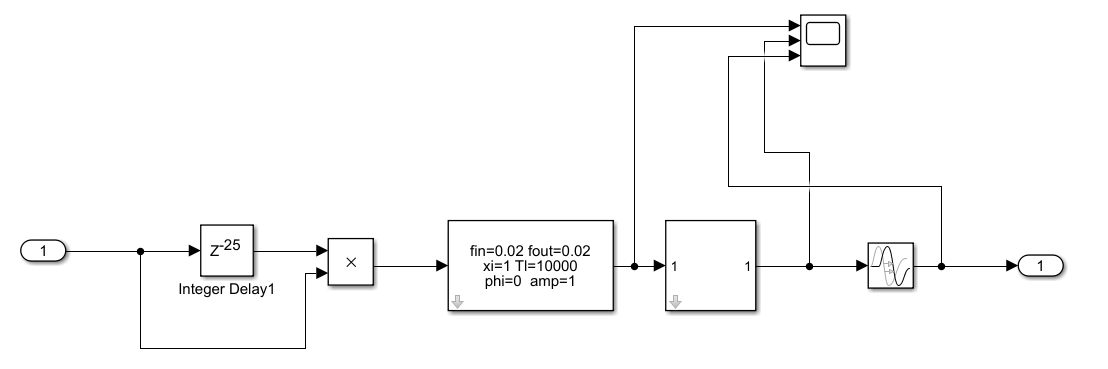 1
Z-25
Integer Delay1
×
fin=0.02 fout=0.02
xi=1 Tl=10000
phi=0  amp=1
1
1
1